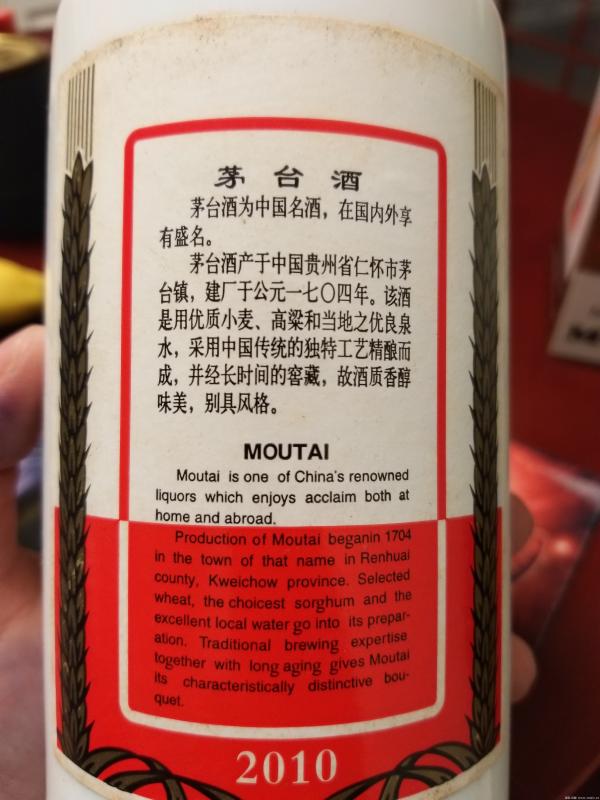 茅台酒
茅台酒为中国名酒，在国内外享
有盛名。
茅台酒产于中国贵州省仁怀市茅
台镇，建厂于公元一七〇四年。该酒
是用优质小麦、高粱和当地之优良泉
水，采用中国传统的独特工艺精酿而
成，并经长时间的窖藏，故酒质香醇
味美，别具风格。
MOUTAI
Moutai is one of China's renowned
liquors which enjoys acclaim both at
home and abroad.
Production of Moutai beganin 1704
in the town of that name in Renhuai
county, Kweichow province. Selected
wheat, the choicest sorghum and the
excellent local water go into its prepar-
ation. Traditional brewing expertise
together with long aging gives Moutai
its characteristically distinctive bou-
quet.
2010